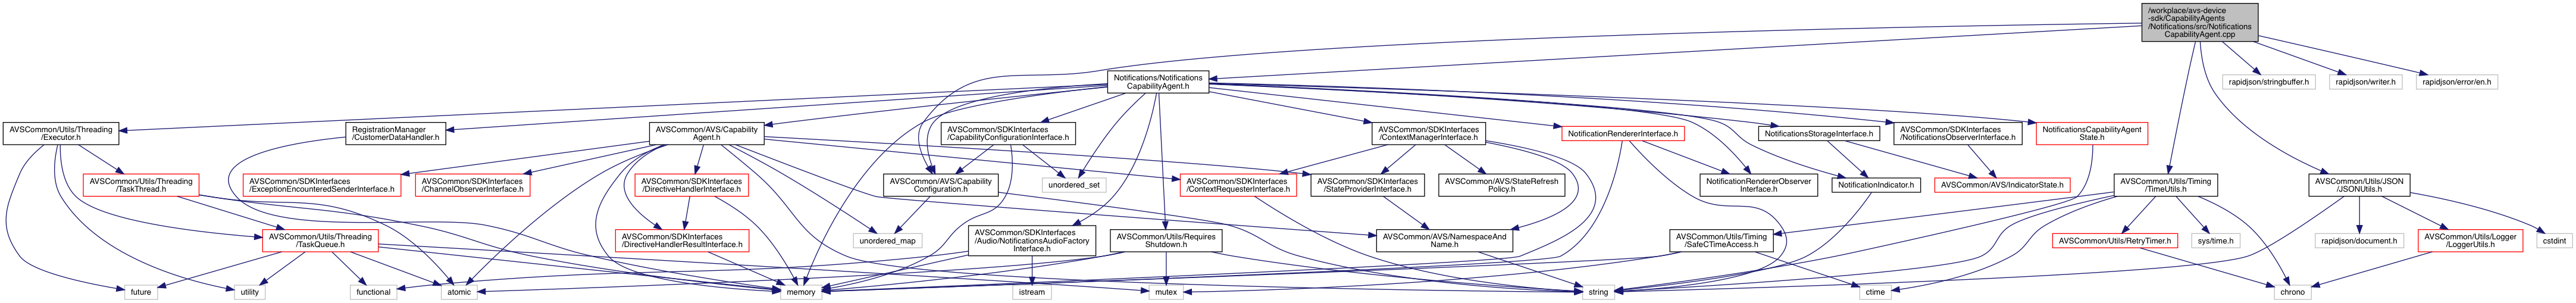 /workplace/avs-device
-sdk/CapabilityAgents
/Notifications/src/Notifications
CapabilityAgent.cpp
Notifications/Notifications
CapabilityAgent.h
rapidjson/stringbuffer.h
rapidjson/writer.h
rapidjson/error/en.h
AVSCommon/Utils/Threading
/Executor.h
RegistrationManager
/CustomerDataHandler.h
AVSCommon/AVS/Capability
Agent.h
AVSCommon/SDKInterfaces
/CapabilityConfigurationInterface.h
AVSCommon/SDKInterfaces
/ContextManagerInterface.h
NotificationRendererInterface.h
NotificationsStorageInterface.h
AVSCommon/SDKInterfaces
/NotificationsObserverInterface.h
NotificationsCapabilityAgent
State.h
AVSCommon/Utils/Threading
/TaskThread.h
AVSCommon/SDKInterfaces
/ExceptionEncounteredSenderInterface.h
AVSCommon/SDKInterfaces
/ChannelObserverInterface.h
AVSCommon/SDKInterfaces
/DirectiveHandlerInterface.h
AVSCommon/AVS/Capability
Configuration.h
unordered_set
AVSCommon/SDKInterfaces
/ContextRequesterInterface.h
AVSCommon/SDKInterfaces
/StateProviderInterface.h
AVSCommon/AVS/StateRefresh
Policy.h
NotificationRendererObserver
Interface.h
NotificationIndicator.h
AVSCommon/AVS/IndicatorState.h
AVSCommon/Utils/Timing
/TimeUtils.h
AVSCommon/Utils/JSON
/JSONUtils.h
AVSCommon/Utils/Threading
/TaskQueue.h
AVSCommon/SDKInterfaces
/DirectiveHandlerResultInterface.h
unordered_map
AVSCommon/SDKInterfaces
/Audio/NotificationsAudioFactory
Interface.h
AVSCommon/Utils/Requires
Shutdown.h
AVSCommon/AVS/NamespaceAnd
Name.h
AVSCommon/Utils/Timing
/SafeCTimeAccess.h
AVSCommon/Utils/RetryTimer.h
sys/time.h
rapidjson/document.h
AVSCommon/Utils/Logger
/LoggerUtils.h
cstdint
future
utility
functional
atomic
memory
istream
mutex
string
ctime
chrono